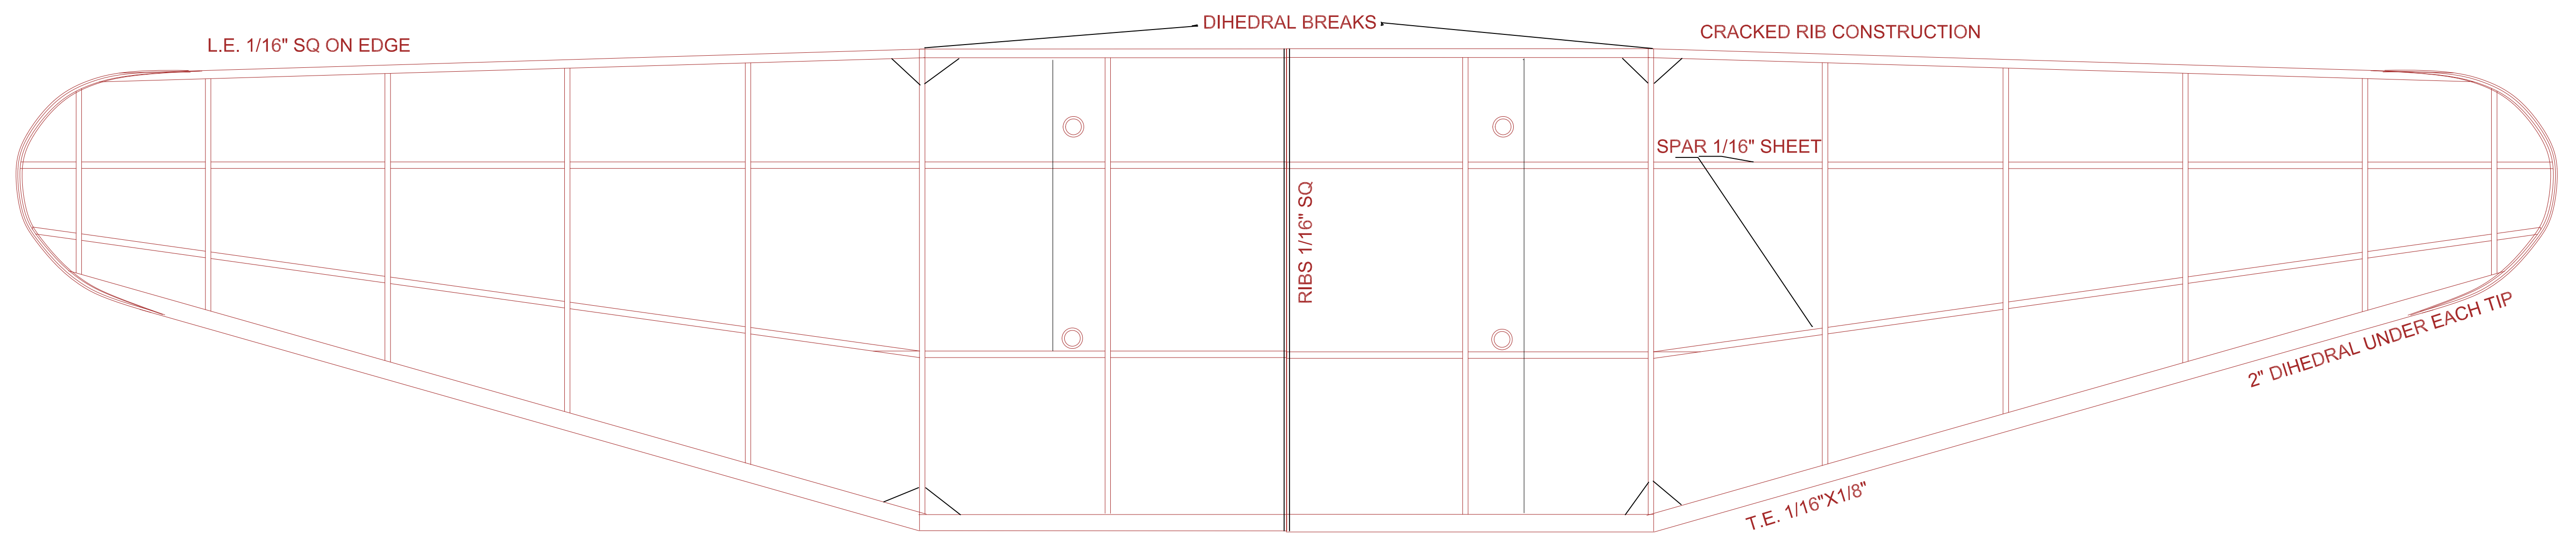 DIHEDRAL BREAKS
L.E. 1/16" SQ ON EDGE
CRACKED RIB CONSTRUCTION
SPAR 1/16" SHEET
RIBS 1/16" SQ
2" DIHEDRAL UNDER EACH TIP
T.E. 1/16"X1/8"